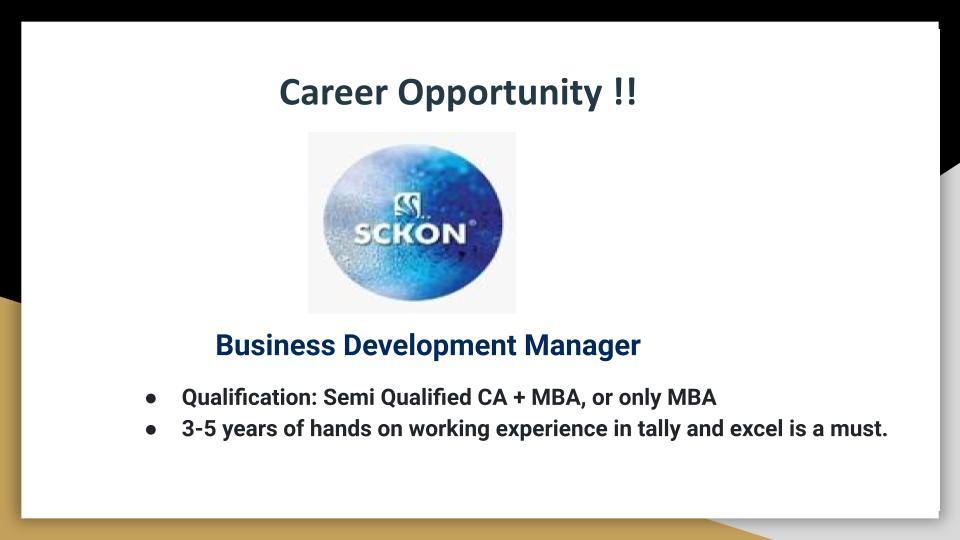 Career Opportunity !!
SCKÖN®
Business Development Manager
● Qualification: Semi Qualified CA + MBA, or only MBA
● 3-5 years of hands on working experience in tally and excel is a must.